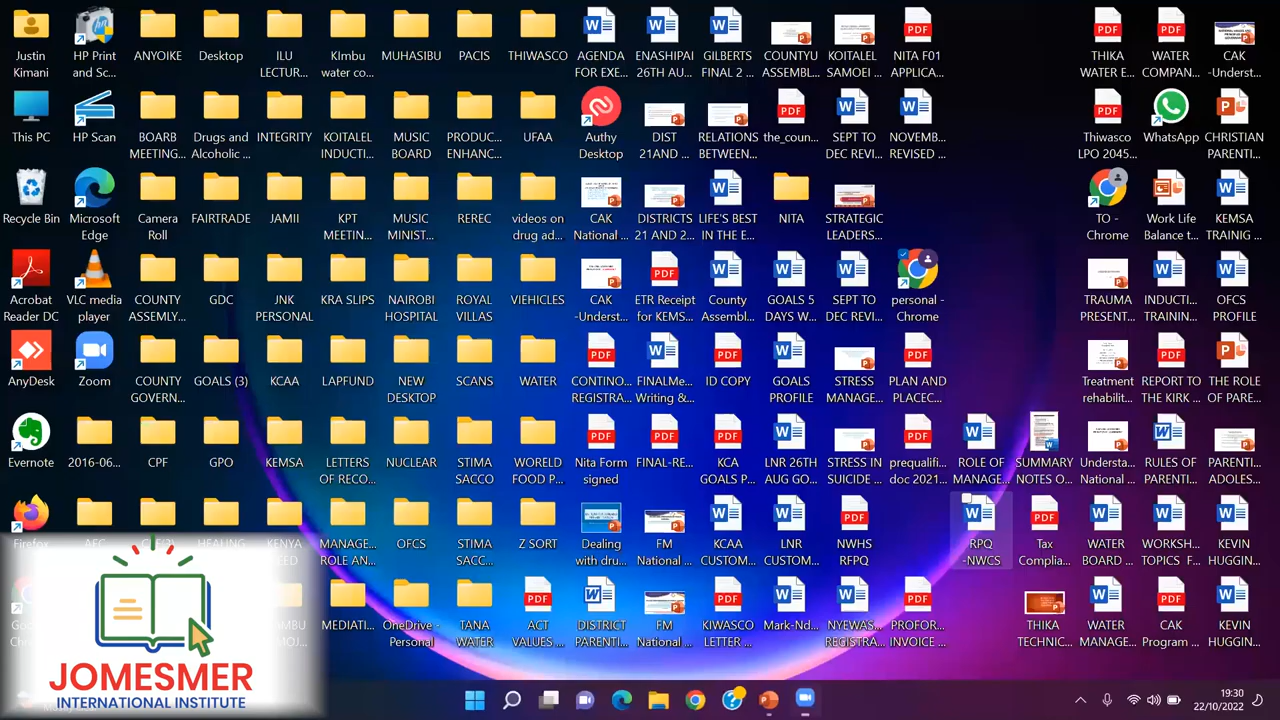 Justin
Kimani
HP Print
and Sc...
ANYIKE
Desktop
ILU
LECTUR...
Kiambu
water co...
MUHASIBU
PACIS
THIWASCO
AGENDA
FOR EXE...
ENASHIPAI
26TH AU...
GILBERTS
FINAL 2 ...
COUNTYU
ASSEMBL...
KOITALEL
SAMOEI ...
NITA F01
APPLICA...
THIKA
WATER E...
WATER
COMPAN...
CAK
-Underst...
This PC
HP Scan
BOARB
MEETING...
Drugs and
Alcoholic ...
INTEGRITY
KOITALEL
INDUCTI...
MUSIC
BOARD
PRODUC...
ENHANC...
UFAA
Authy
Desktop
DIST
21AND ...
RELATIONS
BETWEEN...
the_coun...
SEPT TO
DEC REVI...
NOVEMB...
REVISED ...
Thiwasco
LPO 2045...
WhatsApp
CHRISTIAN
PARENTI...
Recycle Bin
Microsoft
Edge
Camera
Roll
FAIRTRADE
JAMII
KPT
MEETIN...
MUSIC
MINIST...
REREC
videos on
drug ad...
CAK
National ...
DISTRICTS
21 AND 2...
LIFE'S BEST
IN THE E...
NITA
STRATEGIC
LEADERS...
TO -
Chrome
Work Life
Balance t...
KEMSA
TRAINIG ...
Acrobat
Reader DC
VLC media
player
COUNTY
ASSEMLY...
GDC
JNK
PERSONAL
KRA SLIPS
NAIROBI
HOSPITAL
ROYAL
VILLAS
VIEHICLES
CAK
-Underst...
ETR Receipt
for KEMS...
County
Assembl...
GOALS 5
DAYS W...
SEPT TO
DEC REVI...
personal -
Chrome
TRAUMA
PRESENT...
INDUCTI...
TRAININ...
OFCS
PROFILE
AnyDesk
Zoom
COUNTY
GOVERN...
GOALS (3)
KCAA
LAPFUND
NEW
DESKTOP
SCANS
WATER
CONTINO...
REGISTRA...
FINALMe...
Writing &...
ID COPY
GOALS
PROFILE
STRESS
MANAGE...
PLAN AND
PLACEC...
Treatment
rehabilit...
REPORT TO
THE KIRK ...
THE ROLE
OF PARE...
Evernote
2016-06...
CPF
GPO
KEMSA
LETTERS
OF RECO...
NUCLEAR
STIMA
SACCO
WORELD
FOOD P...
Nita Form
signed
FINAL-RE...
KCA
GOALS P...
LNR 26TH
AUG GO...
STRESS IN
SUICIDE ...
prequalifi...
doc 2021...
ROLE OF
MANAGE...
SUMMARY
NOTES O...
Understa...
National ...
RULES OF
PARENTI...
PARENTI...
ADOLES...
Firefox
MANAGE...
ROLE AN...
OFCS
STIMA
SACC...
Z SORT
Dealing
with dru...
FM
National ...
KCAA
CUSTOM...
LNR
CUSTOM...
NWHS
RFPQ
RPQ
-NWCS
Tax
Complia...
WATER
BOARD ...
WORKSH...
TOPICS F...
KEVIN
HUGGIN...
MEDIATI...
OneDrive -
Personal
TANA
WATER
ACT
VALUES ...
DISTRICT
PARENTI...
FM
National ...
KIWASCO
LETTER ...
Mark-Nd...
NYEWAS...
REGISTRA...
PROFOR...
INVOICE ...
THIKA
TECHNIC...
WATER
MANAGE...
CAK
Program ...
KEVIN
HUGGIN...
JOMESMER
INTERNATIONAL INSTITUTE
19:30
22/10/2022